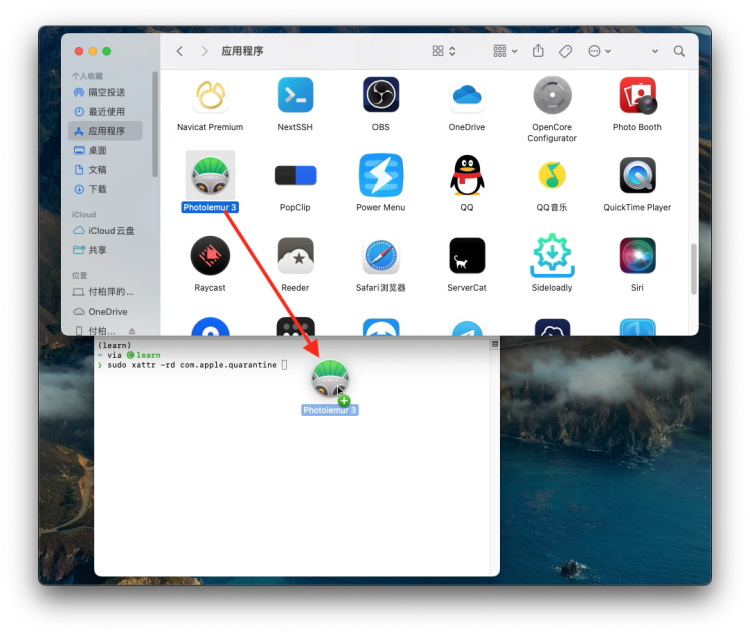 应用程序
个人收藏
隔空投送
最近使用
应用程序
桌面
文稿
下载
iCloud
iCloud云盘
共享
位置
付柏萍的...
OneDrive
付柏...
Navicat Premium
NextSSH
OBS
OneDrive
OpenCore
Configurator
Photo Booth
Photolemur 3
PopClip
Power Menu
QQ
QQ音乐
QuickTime Player
Raycast
Reeder
Safari浏览器
ServerCat
Sideloadly
Siri
(learn)
~ via learn
❯ sudo xattr -rd com.apple.quarantine
Photolemur 3